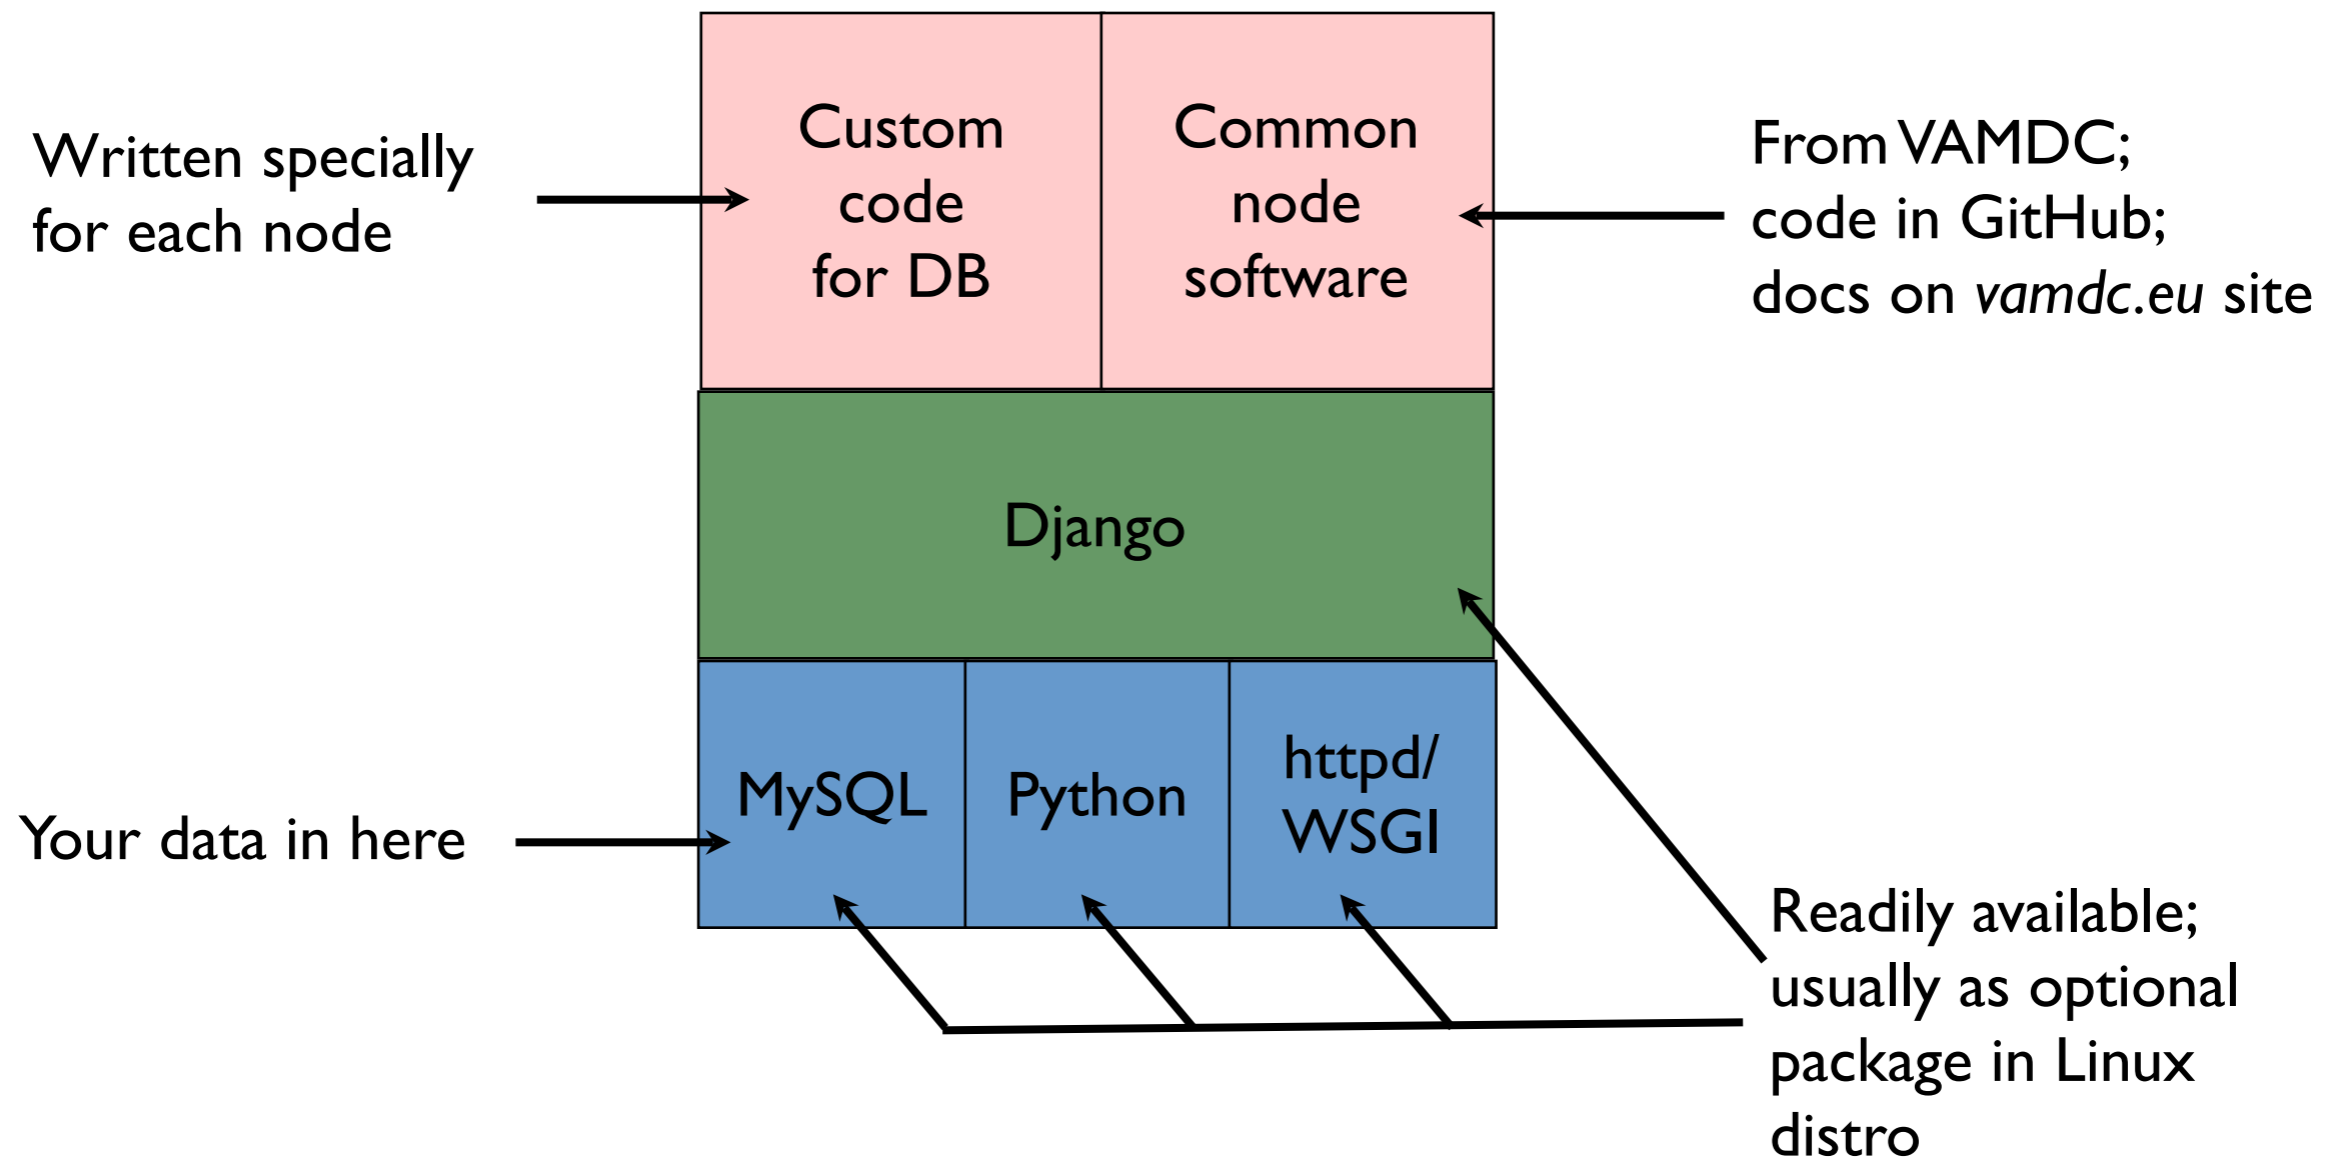 Written specially
for each node
Custom
code
for DB
Common
node
software
From VAMDC;
code in GitHub;
docs on vamdc.eu site
Django
Your data in here
MySQL
Python
httpd/
WSGI
Readily available;
usually as optional
package in Linux
distro